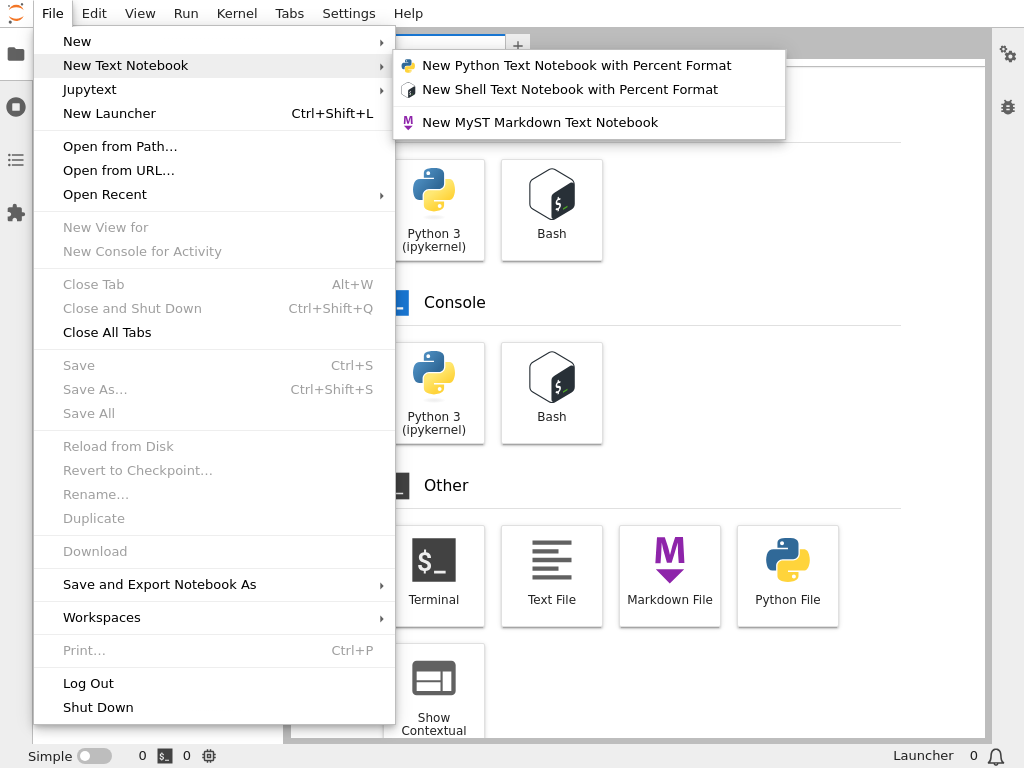 File Edit View Run Kernel Tabs Settings Help
New
New Text Notebook
Jupytext
New Launcher Ctrl+Shift+L
Open from Path…
Open from URL…
Open Recent
New View for
New Console for Activity
Close Tab Alt+W
Close and Shut Down Ctrl+Shift+Q
Close All Tabs
Save Ctrl+S
Save As… Ctrl+Shift+S
Save All
Reload from Disk
Revert to Checkpoint…
Rename…
Duplicate
Download
Save and Export Notebook As
Workspaces
Print… Ctrl+P
Log Out
Shut Down
+
New Python Text Notebook with Percent Format
New Shell Text Notebook with Percent Format
M New MyST Markdown Text Notebook
$_
Python 3
(ipykernel)
Bash
Console
$_
Python 3
(ipykernel)
Bash
Other
$_
M
Terminal
Text File
Markdown File
Python File
Show
Contextual
Simple 0 $_ 0 Launcher 0